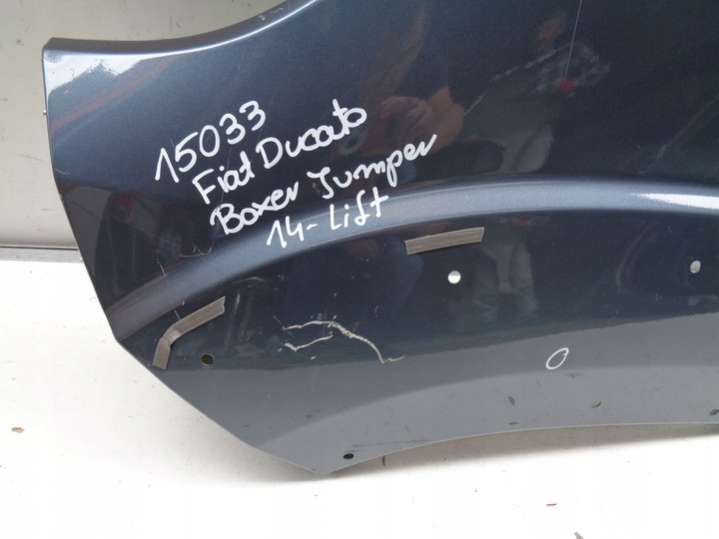 15033
Fiat Ducato
Boxer Jumper
14-Lift